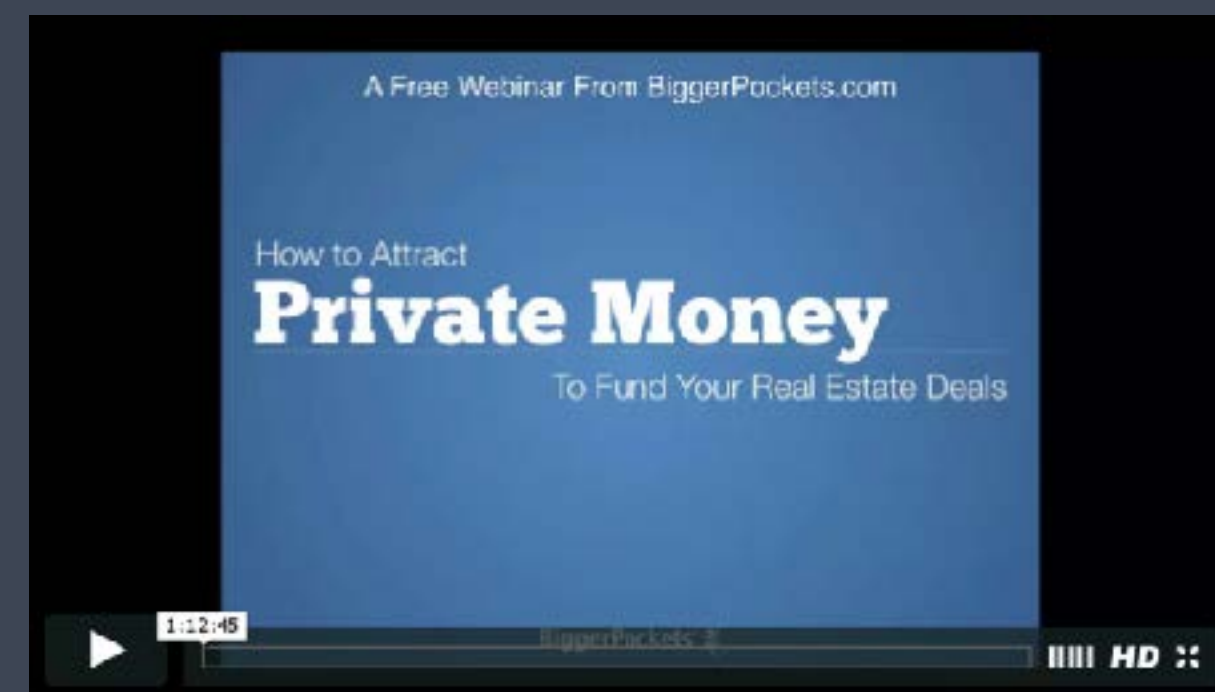 A Free Webinar From BiggerPockets.com
How to Attract
Private Money
To Fund Your Real Estate Deals
BiggerPockets
1:12:45
HD